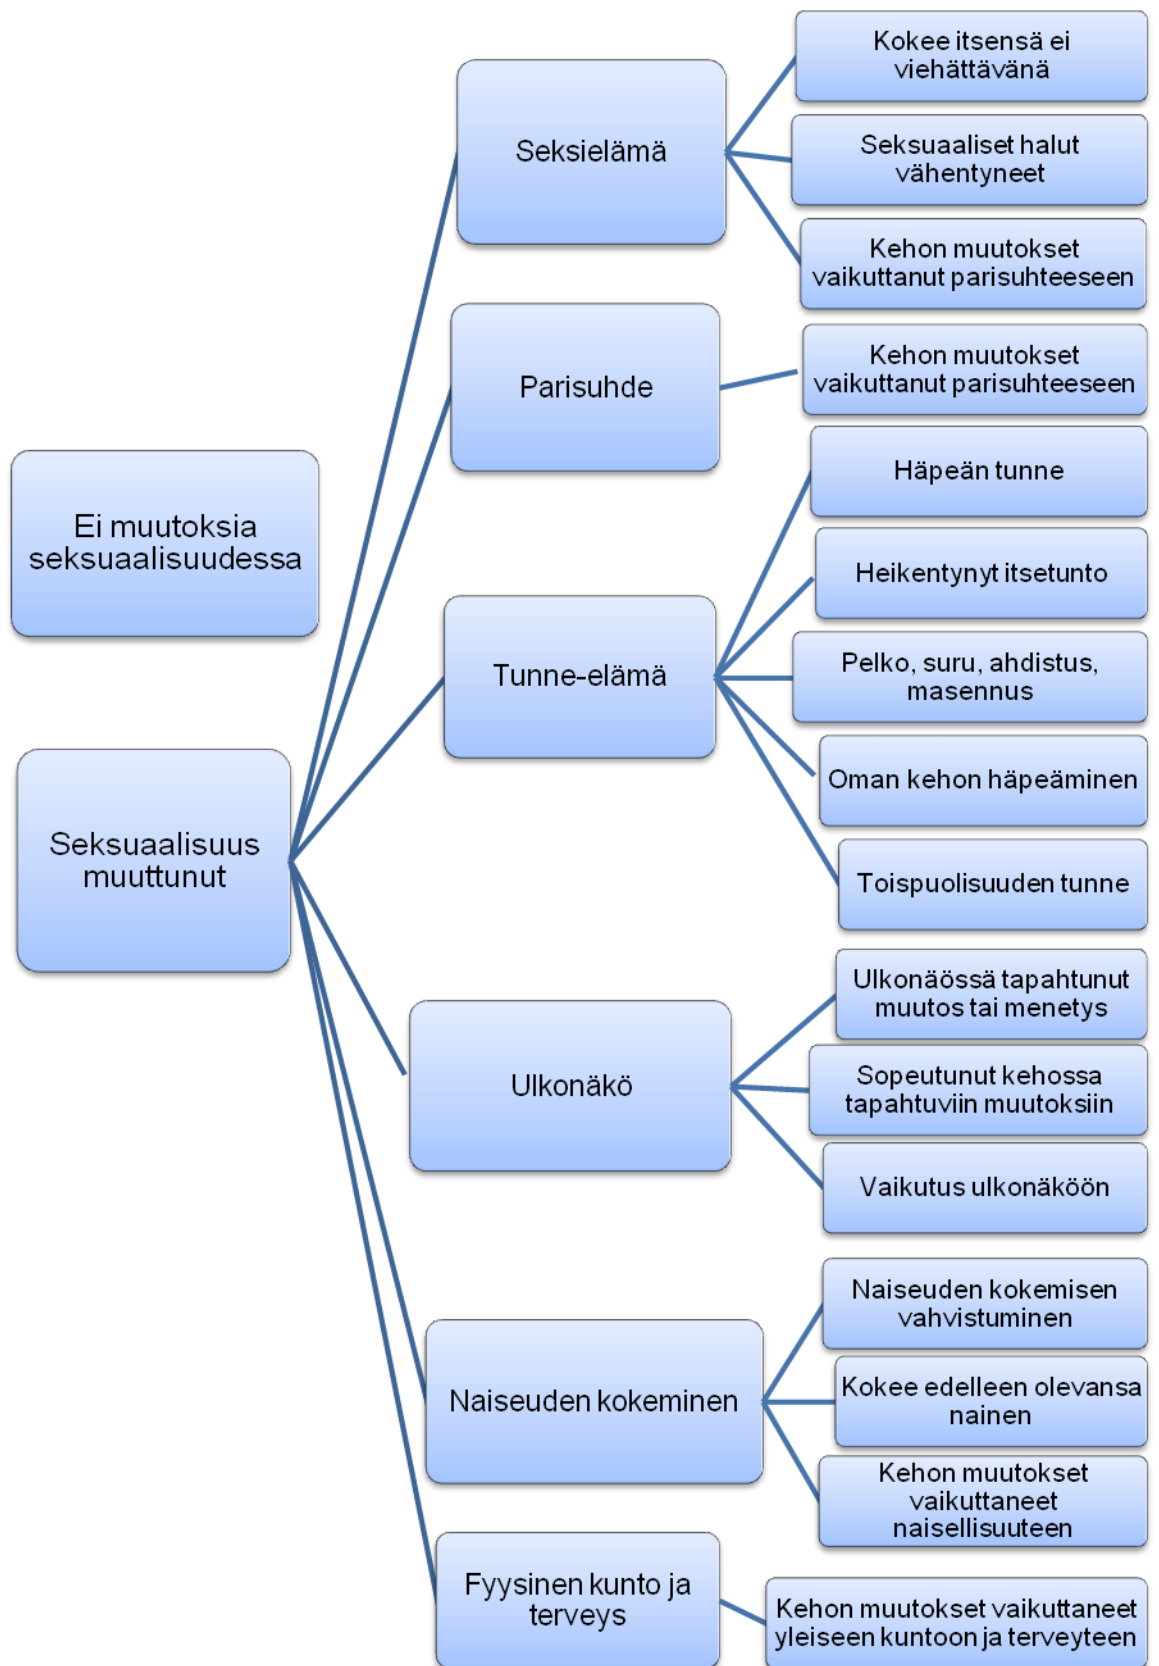 Ei muutoksia
seksuaalisuudessa
Seksuaalisuus
muuttunut
Seksielämä
Kokee itsensä ei
viehättävänä
Seksuaaliset halut
vähentyneet
Kehon muutokset
vaikuttanut parisuhteeseen
Parisuhde
Kehon muutokset
vaikuttanut parisuhteeseen
Tunne-elämä
Häpeän tunne
Heikentynyt itsetunto
Pelko, suru, ahdistus,
masennus
Oman kehon häpeäminen
Toispuolisuuden tunne
Ulkonäkö
Ulkonäössä tapahtunut
muutos tai menetys
Sopeutunut kehossa
tapahtuviin muutoksiin
Vaikutus ulkonäköön
Naiseuden kokeminen
Naiseuden kokemisen
vahvistuminen
Kokee edelleen olevansa
nainen
Kehon muutokset
vaikuttaneet
naisellisuuteen
Fyysinen kunto ja
terveys
Kehon muutokset vaikuttaneet
yleiseen kuntoon ja terveyteen